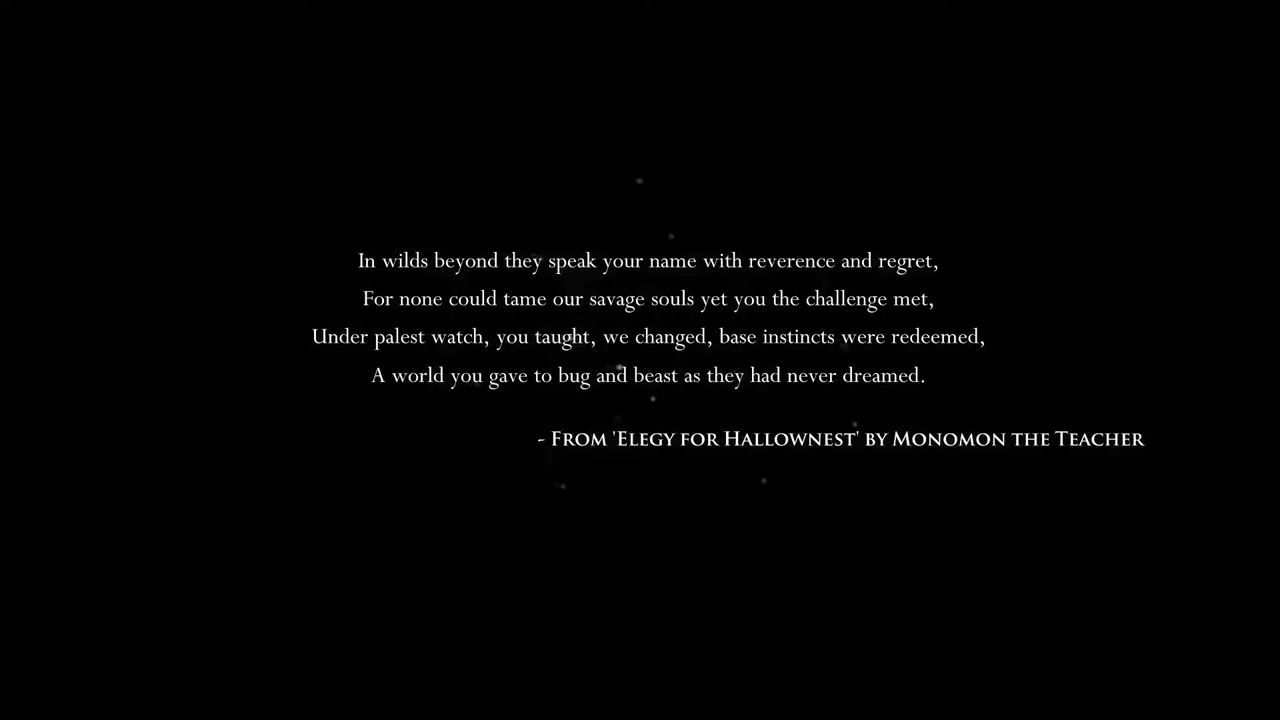 In wilds beyond they speak your name with reverence and regret,
For none could tame our savage souls yet you the challenge met,
Under palest watch, you taught, we changed, base instincts were redeemed,
A world you gave to bug and beast as they had never dreamed.
- From 'Elegy for Hallownest' by Monomon the Teacher